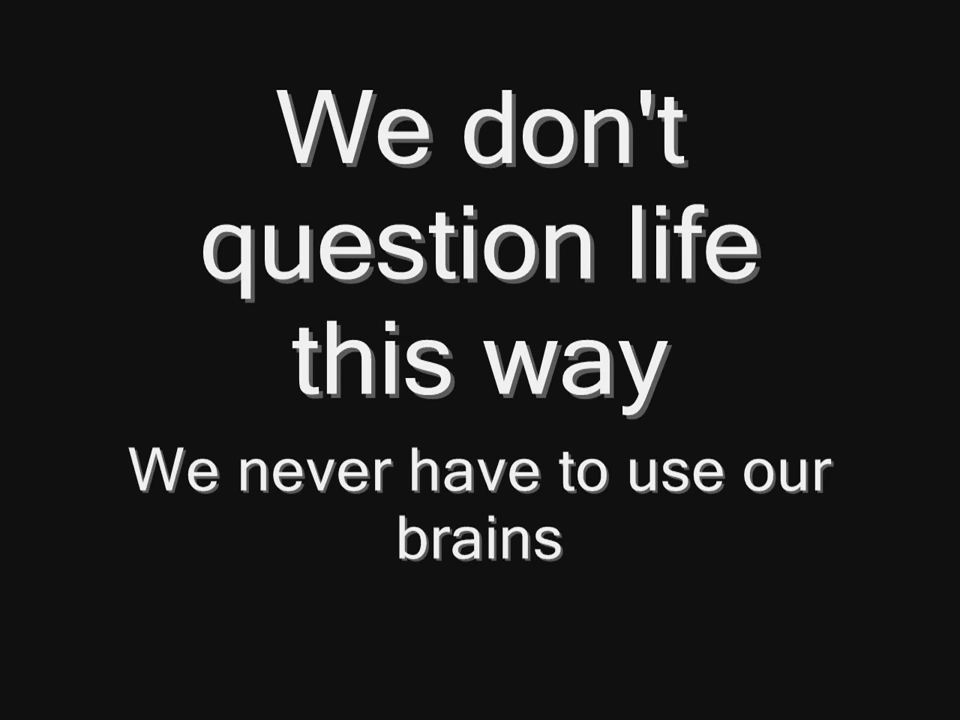 We don't
question life
this way
We never have to use our
brains